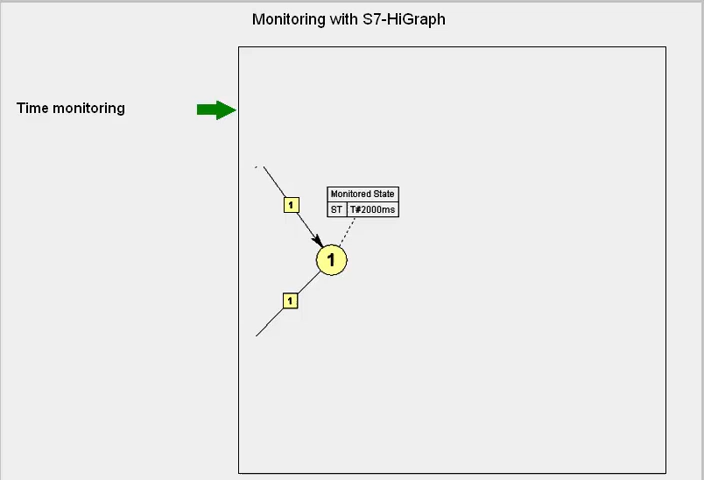 Monitoring with S7-HiGraph
Time monitoring
1
Monitored State
ST T#2000ms
1
1